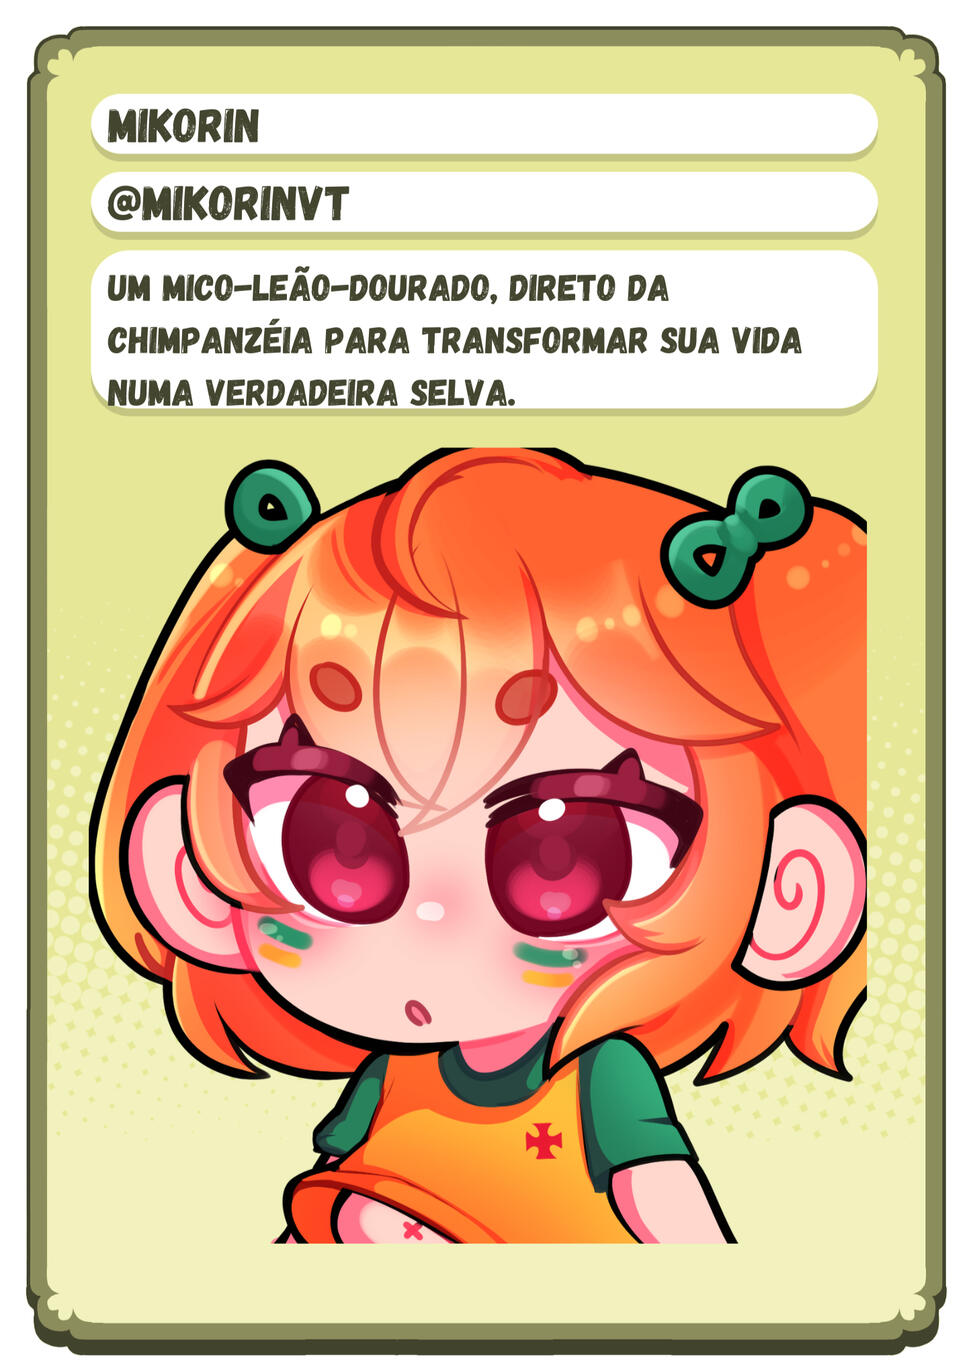 MIKORIN
@MIKORINVT
UM MICO-LEÃO-DOURADO, DIRETO DA
CHIMPANZÉIA PARA TRANSFORMAR SUA VIDA
NUMA VERDADEIRA SELVA.